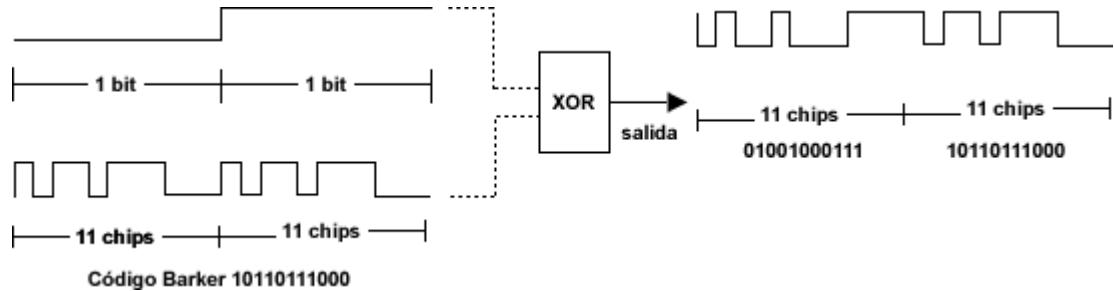 1 bit
1 bit
XOR
salida
11 chips
11 chips
01001000111
10110111000
11 chips
11 chips
Código Barker 10110111000